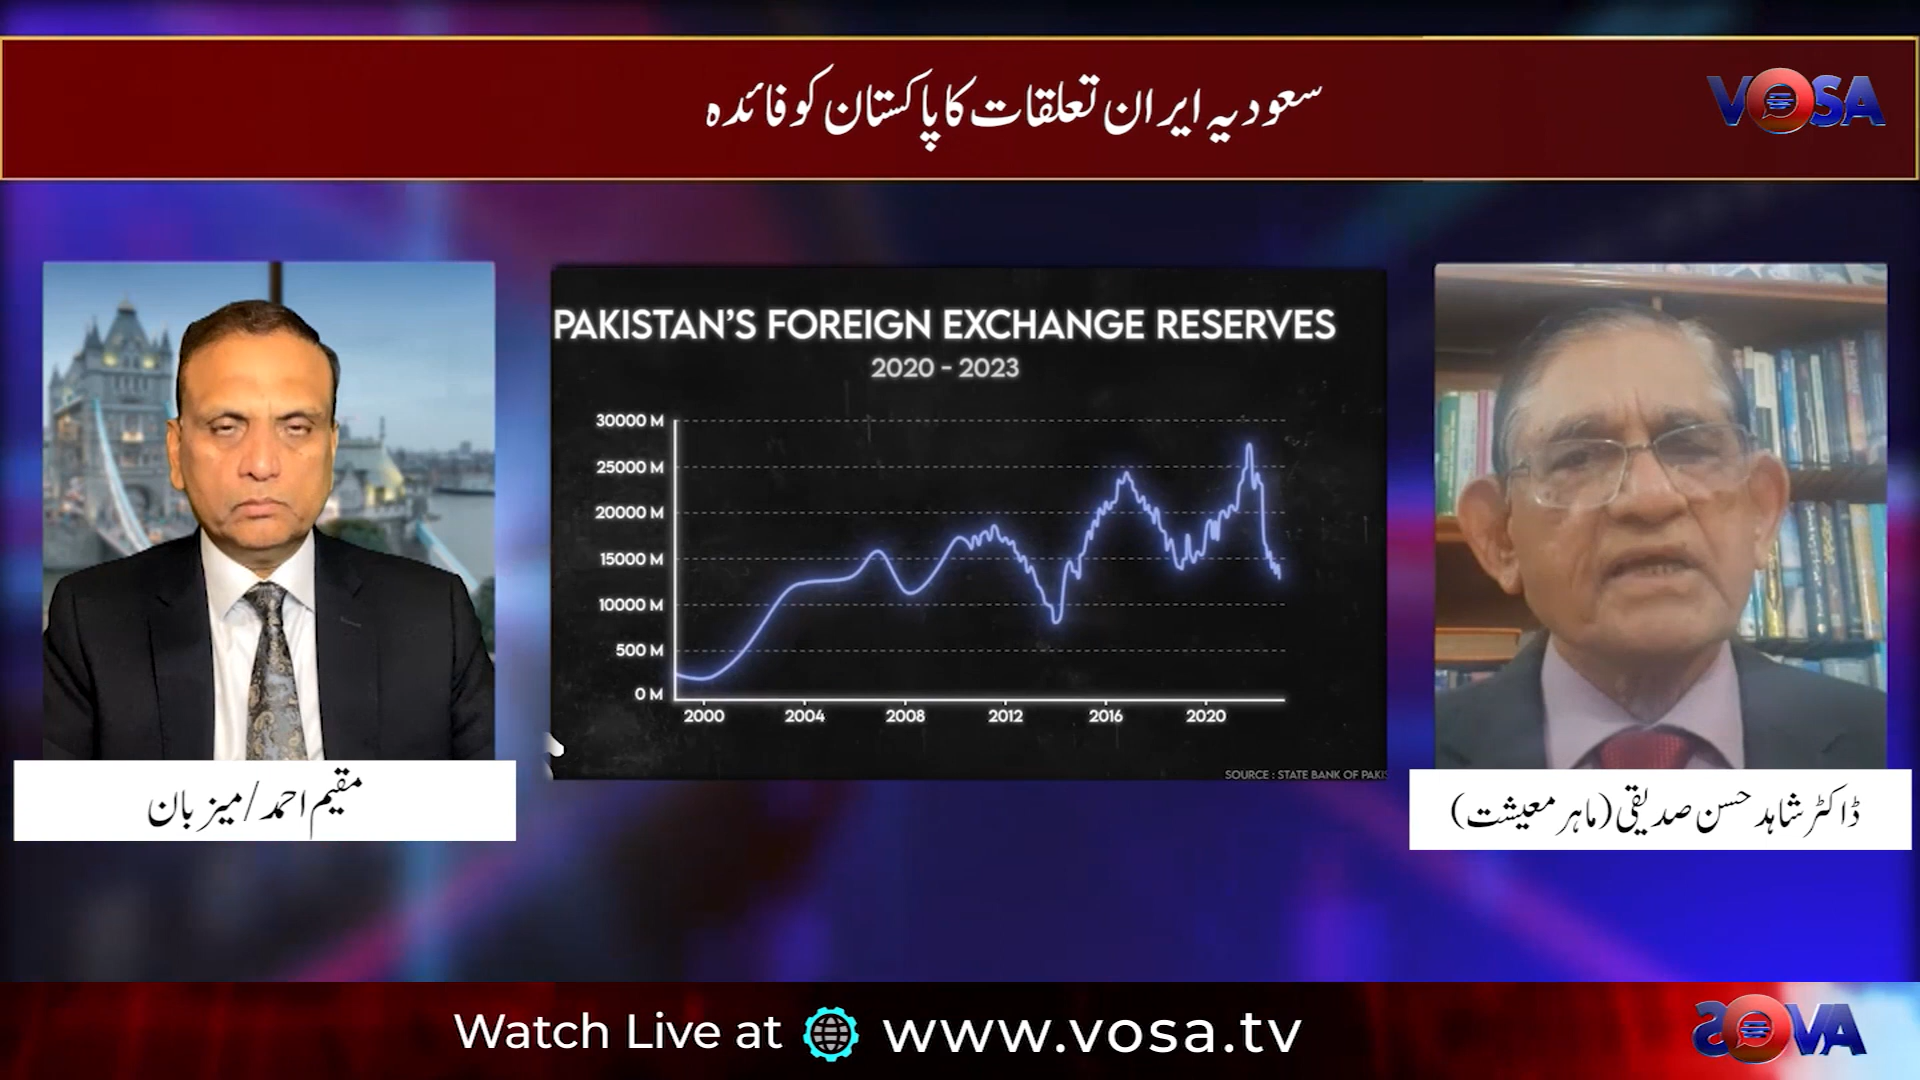 سعودیہ ایران تعلقات کا پاکستان کو فائدہ
VOSA
PAKISTAN'S FOREIGN EXCHANGE RESERVES
2020 - 2023
30000 M
25000 M
20000 M
15000 M
10000 M
500 M
0 M
2000 2004 2008 2012 2016 2020
SOURCE : STATE BANK OF PAKIS
مقیم احمد/میزبان
ڈاکٹر شاہد حسن صدیقی (ماہر معیشت)
Watch Live at www.vosa.tv
VOSA